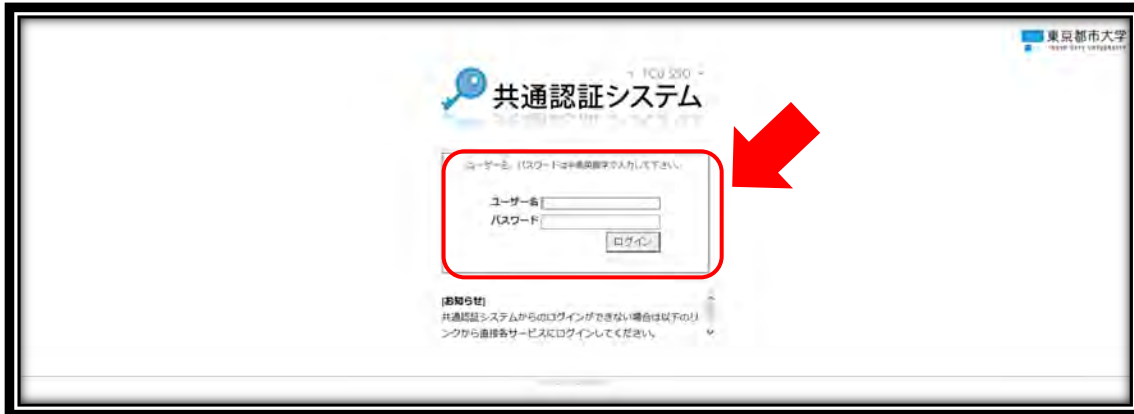 東京都市大学
TOKYO CITY UNIVERSITY
- TCU SSO -
共通認証システム
ユーザー名、パスワードは半角英数字で入力して下さい。
ユーザー名
パスワード
ログイン
[お知らせ]
共通認証システムからのログインができない場合は以下のリ
ンクから直接各サービスにログインしてください。